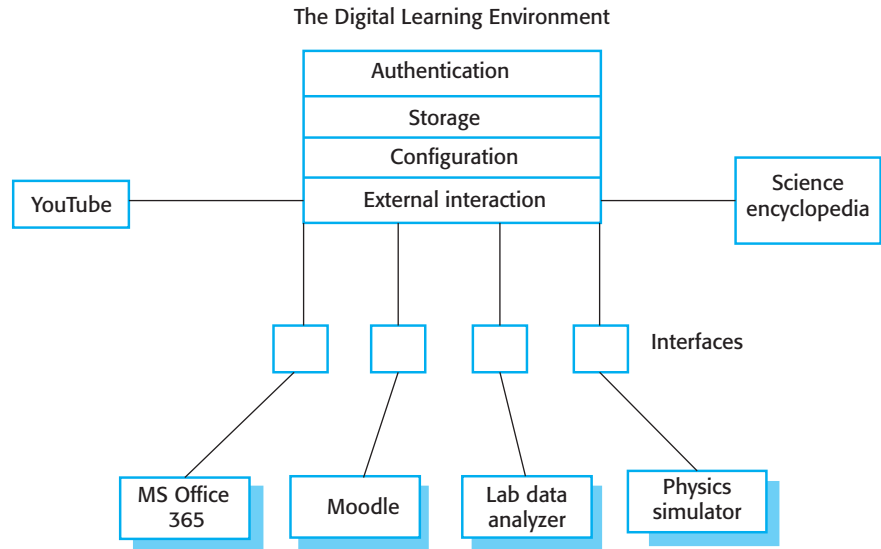 The Digital Learning Environment
Authentication
Storage
Configuration
External interaction
YouTube
Science
encyclopedia
Interfaces
MS Office
365
Moodle
Lab data
analyzer
Physics
simulator